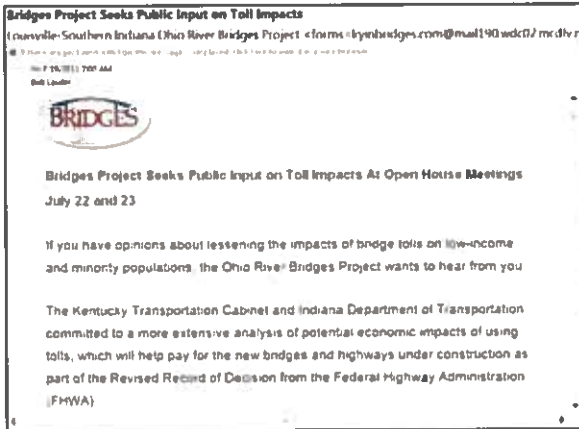 Bridges Project Seeks Public Input on Toll Impacts
Louisville-Southern Indiana Ohio River Bridges Project
7:00 AM
BRIDGES
Bridges Project Seeks Public Input on Toll Impacts At Open House Meetings
July 22 and 23
If you have opinions about lessening the impacts of bridge tolls on low-income
and minority populations, the Ohio River Bridges Project wants to hear from you
The Kentucky Transportation Cabinet and Indiana Department of Transportation
committed to a more extensive analysis of potential economic impacts of using
tolls, which will help pay for the new bridges and highways under construction as
part of the Revised Record of Decision from the Federal Highway Administration
(FHWA)